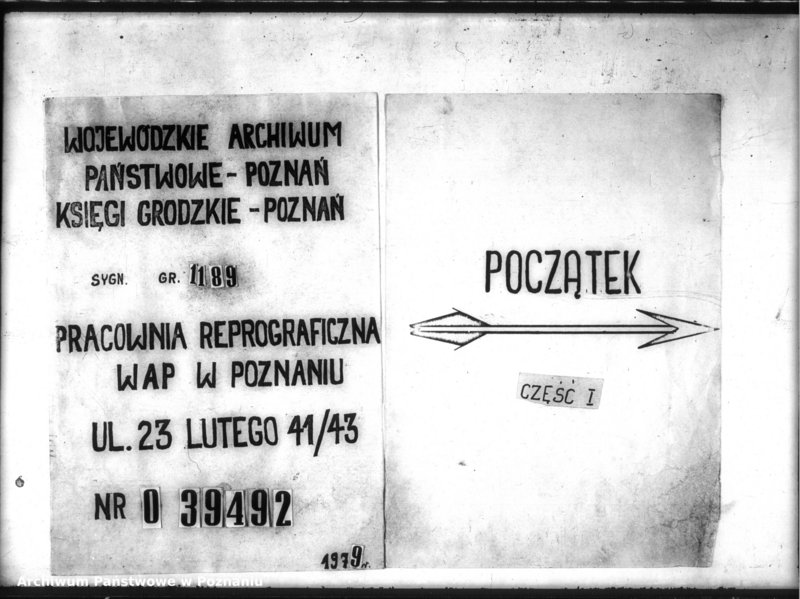 WOJEWÓDZKIE ARCHIWUM
PAŃSTWOWE - POZNAŃ
KSIĘGI GRODZKIE - POZNAŃ
SYGN. GR. 1189
PRACOWNIA REPROGRAFICZNA
WAP W POZNANIU
UL. 23 LUTEGO 41/43
NR 0 39492
1979r.
POCZĄTEK
CZĘŚĆ I
Archiwum Państwowe w Poznaniu